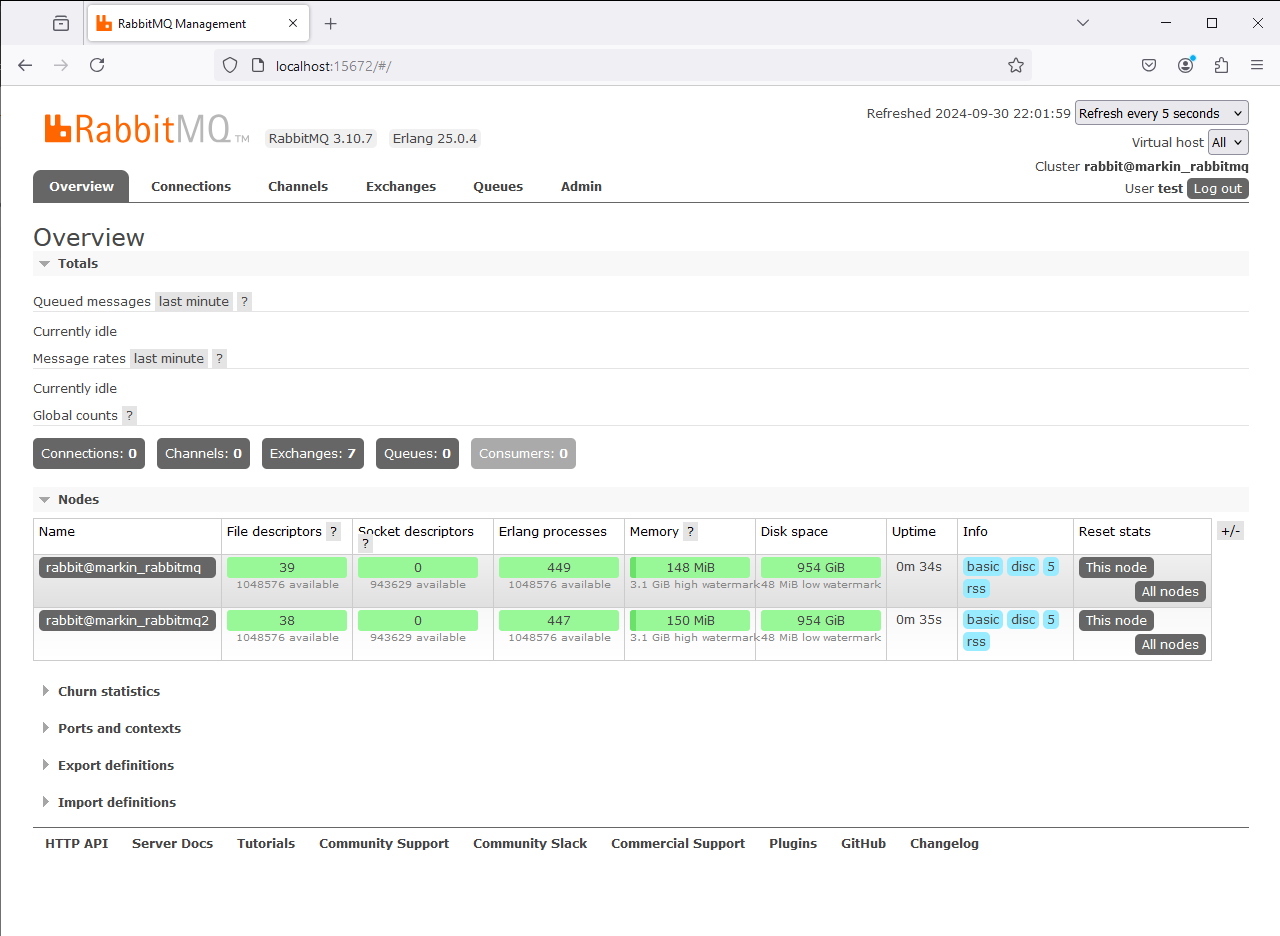 RabbitMQ Management
localhost:15672/#/
RabbitMQ TM RabbitMQ 3.10.7 Erlang 25.0.4
Refreshed 2024-09-30 22:01:59 Refresh every 5 seconds
Virtual host All
Cluster rabbit@markin_rabbitmq
User test Log out
Overview Connections Channels Exchanges Queues Admin
Overview
Totals
Queued messages last minute ?
Currently idle
Message rates last minute ?
Currently idle
Global counts ?
Connections: 0 Channels: 0 Exchanges: 7 Queues: 0 Consumers: 0
Nodes
Name File descriptors ? Socket descriptors ? Erlang processes Memory ? Disk space Uptime Info Reset stats +/-
rabbit@markin_rabbitmq 39 0 449 148 MiB 954 GiB 0m 34s basic disc 5 This node
1048576 available 943629 available 1048576 available 3.1 GiB high watermark 48 MiB low watermark rss All nodes
rabbit@markin_rabbitmq2 38 0 447 150 MiB 954 GiB 0m 35s basic disc 5 This node
1048576 available 943629 available 1048576 available 3.1 GiB high watermark 48 MiB low watermark rss All nodes
Churn statistics
Ports and contexts
Export definitions
Import definitions
HTTP API Server Docs Tutorials Community Support Community Slack Commercial Support Plugins GitHub Changelog